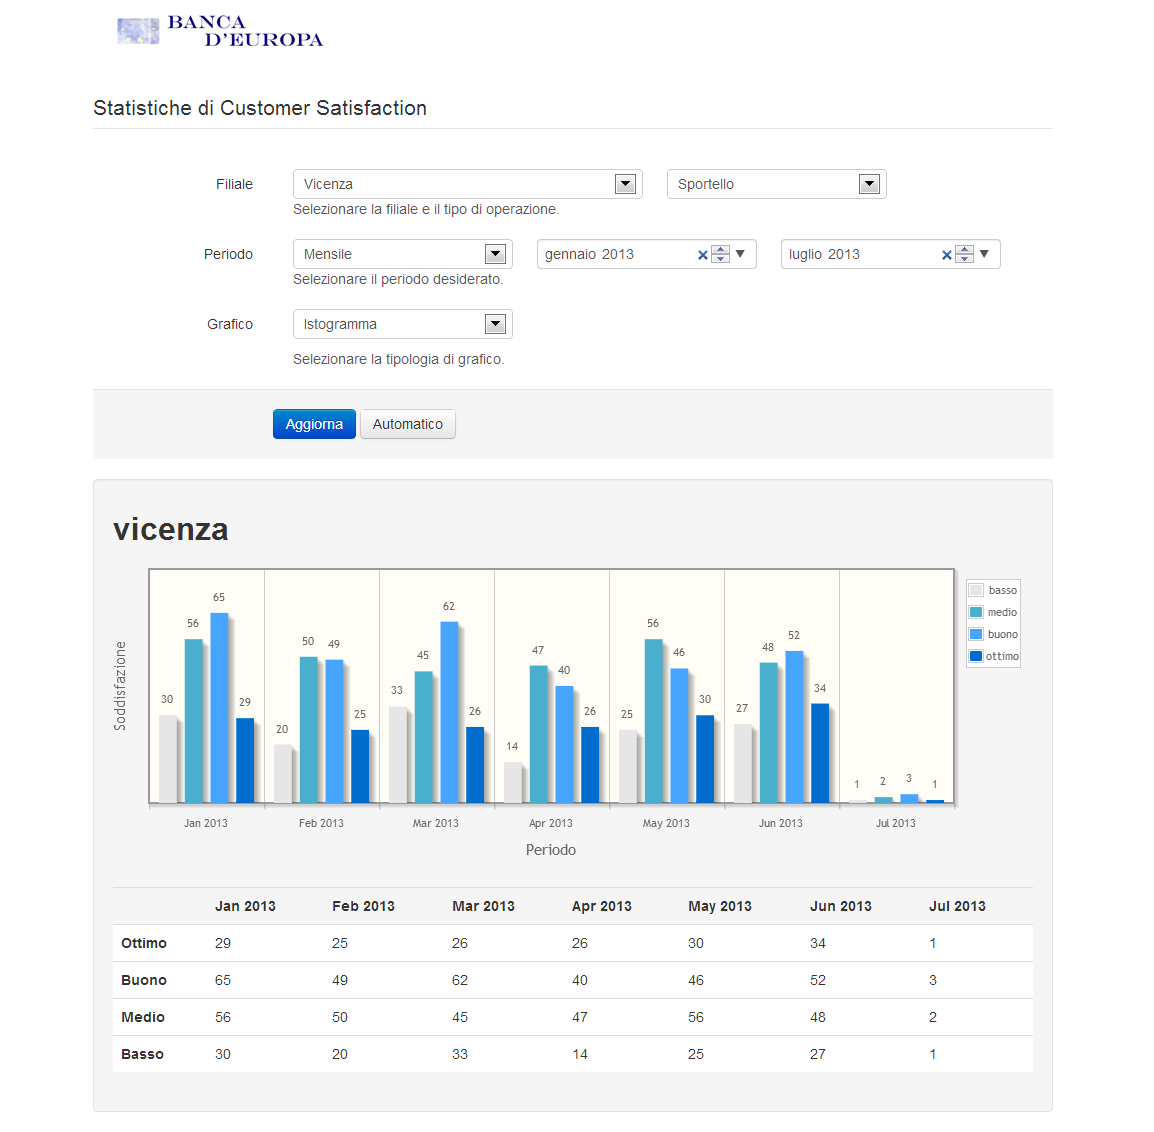 BANCA
D'EUROPA
Statistiche di Customer Satisfaction
Filiale Vicenza Sportello
Selezionare la filiale e il tipo di operazione.
Periodo Mensile gennaio 2013 luglio 2013
Selezionare il periodo desiderato.
Grafico Istogramma
Selezionare la tipologia di grafico.
Aggiorna Automatico
vicenza
Soddisfazione
30 56 65 29
20 50 49 25
33 45 62 26
14 47 40 26
25 56 46 30
27 48 52 34
1 2 3 1
basso
medio
buono
ottimo
Jan 2013 Feb 2013 Mar 2013 Apr 2013 May 2013 Jun 2013 Jul 2013
Periodo
Jan 2013 Feb 2013 Mar 2013 Apr 2013 May 2013 Jun 2013 Jul 2013
Ottimo 29 25 26 26 30 34 1
Buono 65 49 62 40 46 52 3
Medio 56 50 45 47 56 48 2
Basso 30 20 33 14 25 27 1